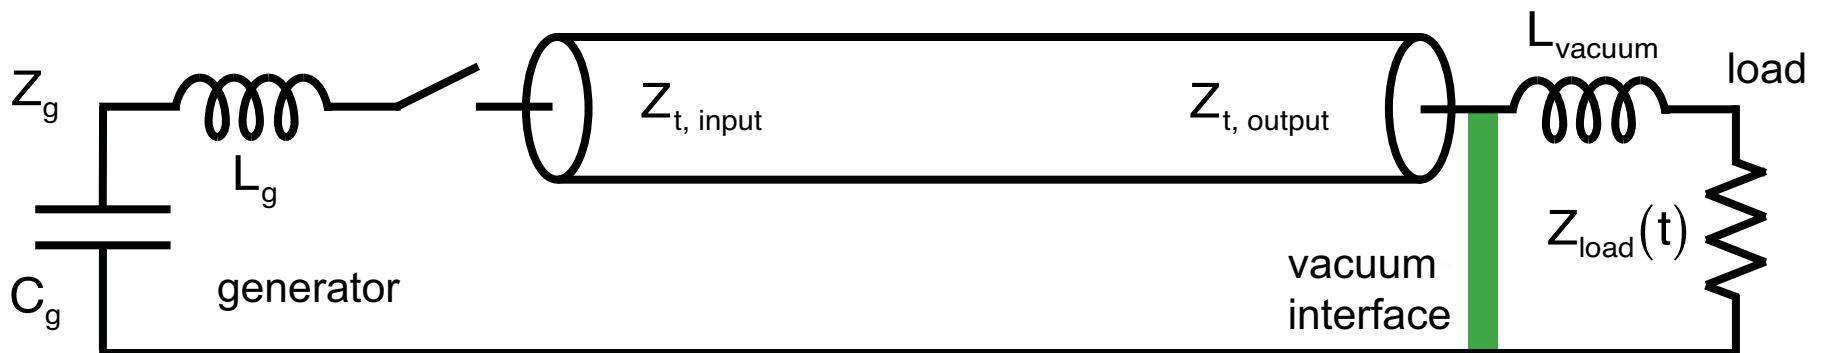 L_vacuum
load
Z_g
Z_t, input
Z_t, output
L_g
Z_load(t)
vacuum
interface
generator
C_g